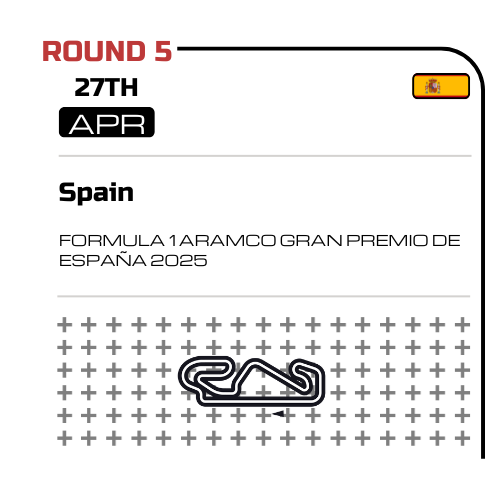 ROUND 5
27TH
APR
Spain
FORMULA 1 ARAMCO GRAN PREMIO DE
ESPAÑA 2025